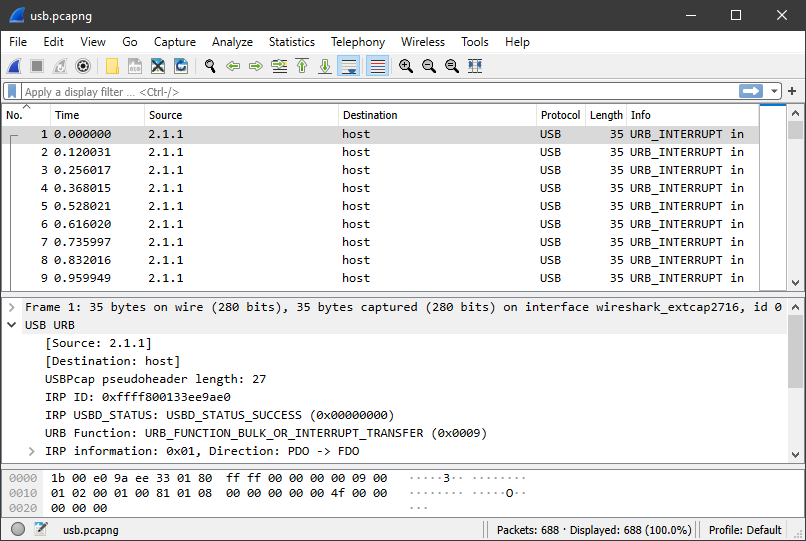 usb.pcapng
File Edit View Go Capture Analyze Statistics Telephony Wireless Tools Help
Apply a display filter … <Ctrl-/>
No. Time Source Destination Protocol Length Info
1 0.000000 2.1.1 host USB 35 URB_INTERRUPT in
2 0.120031 2.1.1 host USB 35 URB_INTERRUPT in
3 0.256017 2.1.1 host USB 35 URB_INTERRUPT in
4 0.368015 2.1.1 host USB 35 URB_INTERRUPT in
5 0.528021 2.1.1 host USB 35 URB_INTERRUPT in
6 0.616020 2.1.1 host USB 35 URB_INTERRUPT in
7 0.735997 2.1.1 host USB 35 URB_INTERRUPT in
8 0.832016 2.1.1 host USB 35 URB_INTERRUPT in
9 0.959949 2.1.1 host USB 35 URB_INTERRUPT in
Frame 1: 35 bytes on wire (280 bits), 35 bytes captured (280 bits) on interface wireshark_extcap2716, id 0
USB URB
[Source: 2.1.1]
[Destination: host]
USBPcap pseudoheader length: 27
IRP ID: 0xffff800133ee9ae0
IRP USBD_STATUS: USBD_STATUS_SUCCESS (0x00000000)
URB Function: URB_FUNCTION_BULK_OR_INTERRUPT_TRANSFER (0x0009)
IRP information: 0x01, Direction: PDO -> FDO
0000 1b 00 e0 9a ee 33 01 80 ff ff 00 00 00 00 09 00 ·····3·· ········
0010 01 02 00 01 00 81 01 08 00 00 00 00 00 4f 00 00 ········ ·····O··
0020 00 00 00 ···
usb.pcapng Packets: 688 · Displayed: 688 (100.0%) Profile: Default